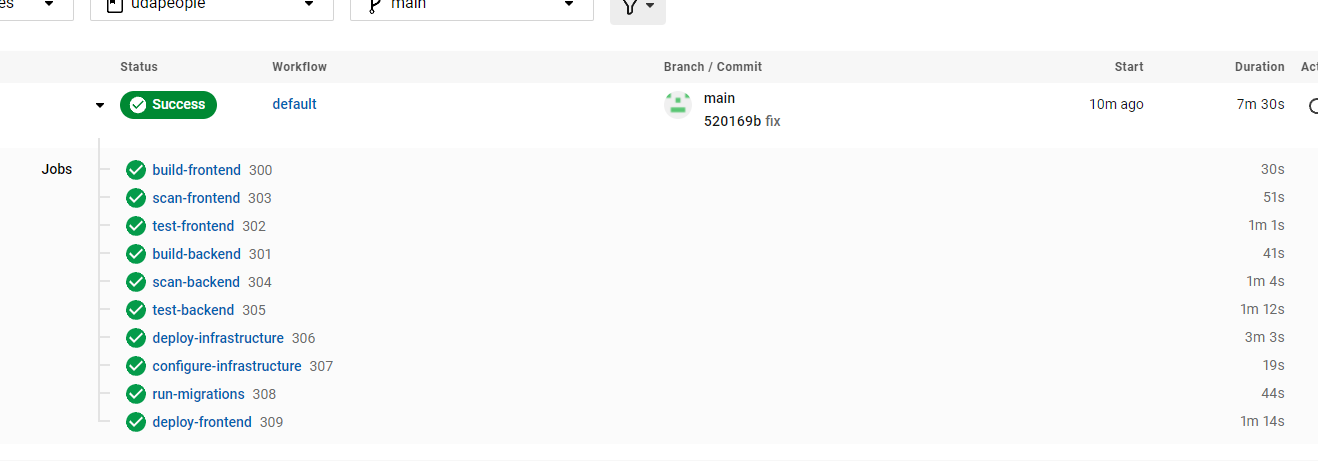 es udapeople main
Status Workflow Branch / Commit Start Duration Act
Success default main 10m ago 7m 30s
520169b fix
Jobs build-frontend 300 30s
scan-frontend 303 51s
test-frontend 302 1m 1s
build-backend 301 41s
scan-backend 304 1m 4s
test-backend 305 1m 12s
deploy-infrastructure 306 3m 3s
configure-infrastructure 307 19s
run-migrations 308 44s
deploy-frontend 309 1m 14s